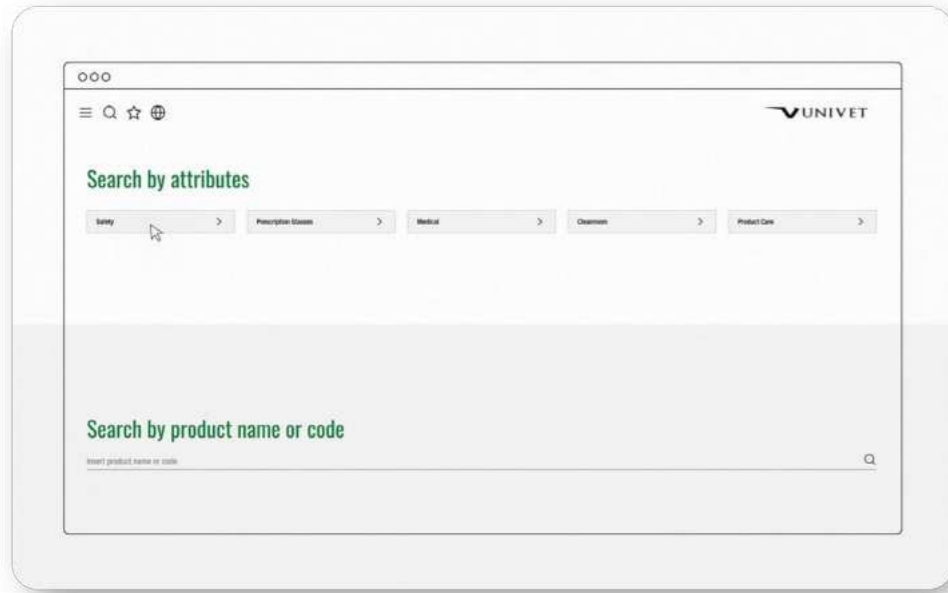 UNIVET
Search by attributes
Safety
Prescription Glasses
Medical
Cleanroom
Product Care
Search by product name or code
Insert product name or code